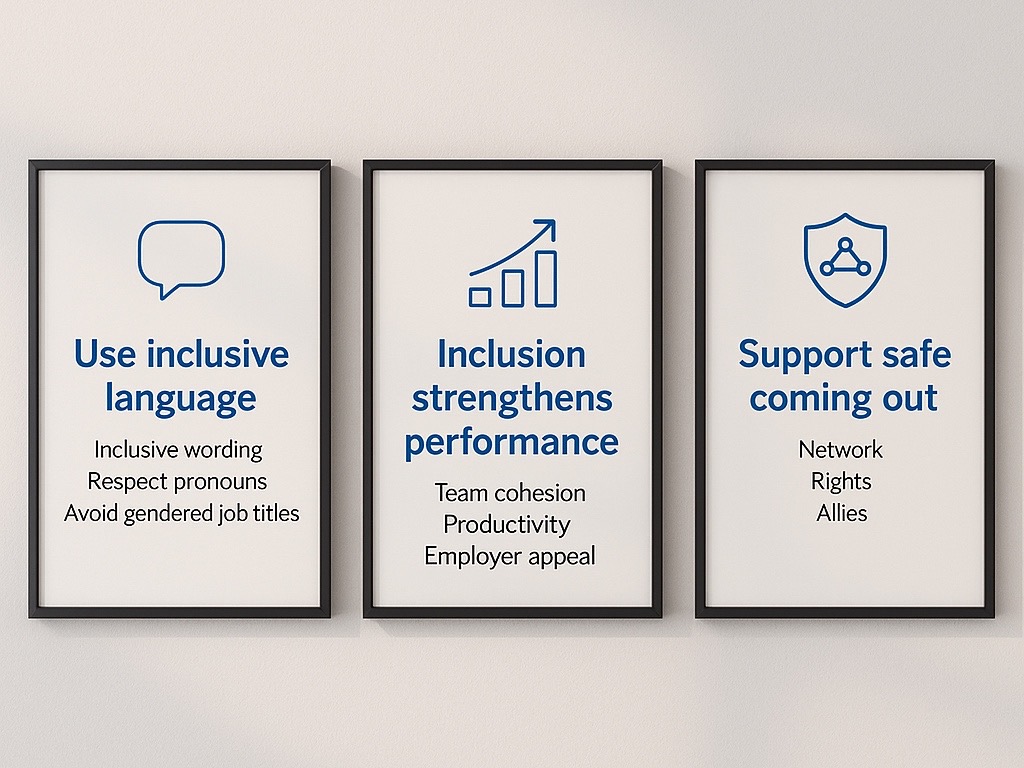 Use inclusive
language
Inclusive wording
Respect pronouns
Avoid gendered job titles
Inclusion
strengthens
performance
Team cohesion
Productivity
Employer appeal
Support safe
coming out
Network
Rights
Allies